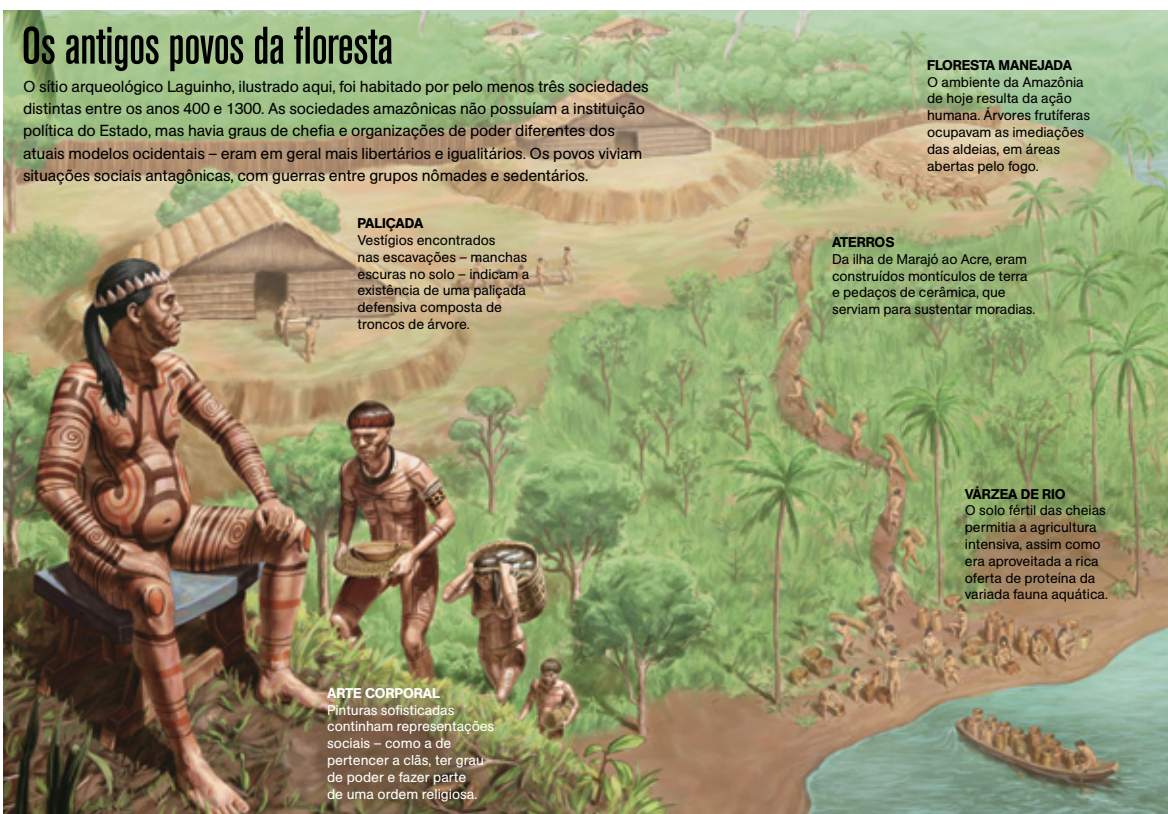 Os antigos povos da floresta
O sítio arqueológico Laguinho, ilustrado aqui, foi habitado por pelo menos três sociedades
distintas entre os anos 400 e 1300. As sociedades amazônicas não possuíam a instituição
política do Estado, mas havia graus de chefia e organizações de poder diferentes dos
atuais modelos ocidentais – eram em geral mais libertários e igualitários. Os povos viviam
situações sociais antagônicas, com guerras entre grupos nômades e sedentários.
FLORESTA MANEJADA
O ambiente da Amazônia
de hoje resulta da ação
humana. Árvores frutíferas
ocupavam as imediações
das aldeias, em áreas
abertas pelo fogo.
PALIÇADA
Vestígios encontrados
nas escavações – manchas
escuras no solo – indicam a
existência de uma paliçada
defensiva composta de
troncos de árvore.
ATERROS
Da ilha de Marajó ao Acre, eram
construídos montículos de terra
e pedaços de cerâmica, que
serviam para sustentar moradias.
VÁRZEA DE RIO
O solo fértil das cheias
permitia a agricultura
intensiva, assim como
era aproveitada a rica
oferta de proteína da
variada fauna aquática.
ARTE CORPORAL
Pinturas sofisticadas
continham representações
sociais – como a de
pertencer a clãs, ter grau
de poder e fazer parte
de uma ordem religiosa.